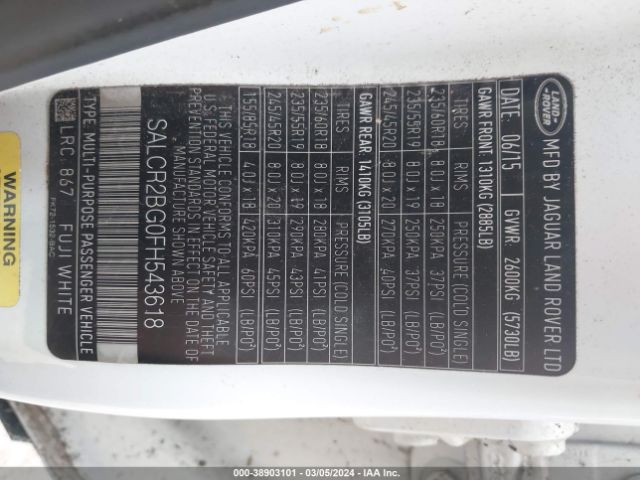 LAND-
ROVER
MFD BY JAGUAR LAND ROVER LTD
DATE: 06/15 GVWR: 2600KG (5730LB)
GAWR FRONT: 1310KG (2885LB)
TIRES RIMS PRESSURE (COLD SINGLE)
235/60R18 8.0J x 18 250KPA 37PSI (LB/PO²)
235/55R19 8.0J x 19 250KPA 37PSI (LB/PO²)
245/45R20 8.0J x 20 270KPA 40PSI (LB/PO²)
GAWR REAR: 1410KG (3105LB)
TIRES RIMS PRESSURE (COLD SINGLE)
235/60R18 8.0J x 18 280KPA 41PSI (LB/PO²)
235/55R19 8.0J x 19 290KPA 43PSI (LB/PO²)
245/45R20 8.0J x 20 310KPA 45PSI (LB/PO²)
155/85R18 4.0J x 18 420KPA 60PSI (LB/PO²)
THIS VEHICLE CONFORMS TO ALL APPLICABLE
U.S. FEDERAL MOTOR VEHICLE SAFETY AND THEFT
PREVENTION STANDARDS IN EFFECT ON THE DATE OF
MANUFACTURE SHOWN ABOVE
SALCR2BG0FH543618
TYPE: MULTI-PURPOSE PASSENGER VEHICLE
LRC 867 FUJI WHITE
FK72-1532-BAC
WARNING
000-38903101 - 03/05/2024 - IAA Inc.